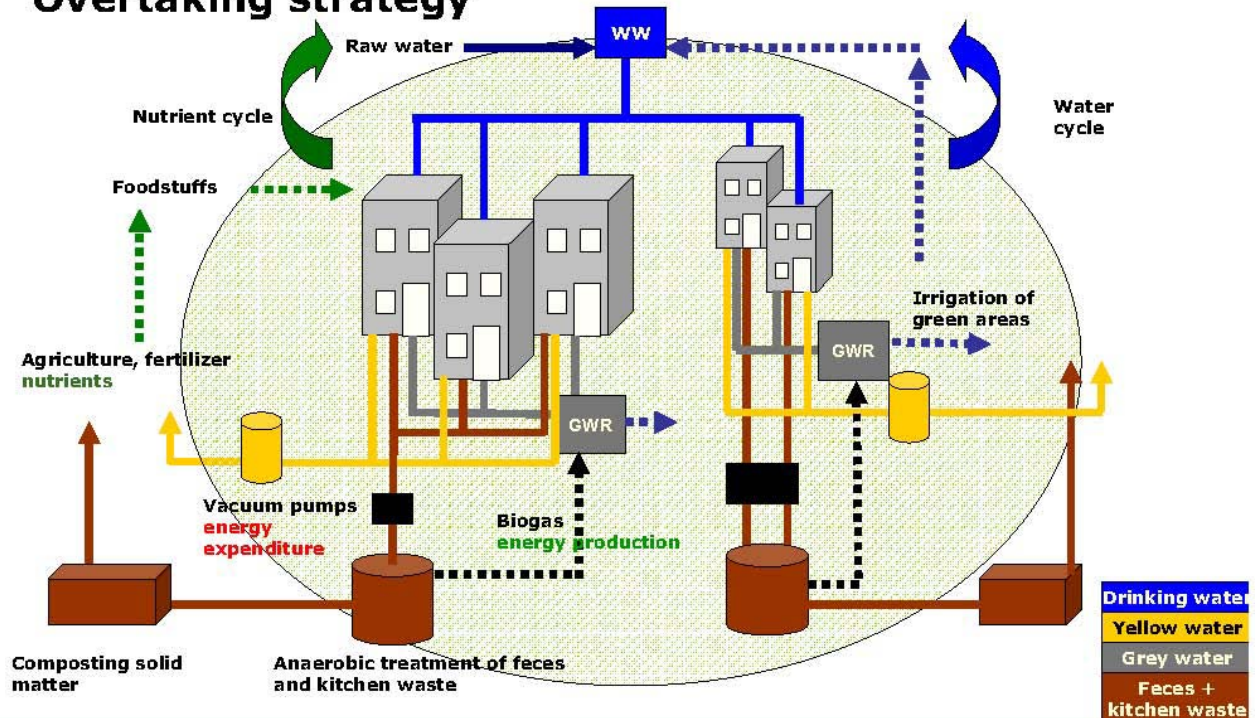 Overtaking strategy
WW
Raw water
Nutrient cycle
Water
cycle
Foodstuffs
Irrigation of
green areas
GWR
Agriculture, fertilizer
nutrients
GWR
Vacuum pumps
energy
expenditure
Biogas
energy production
Drinking water
Yellow water
Grey water
Feces +
kitchen waste
Composting solid
matter
Anaerobic treatment of feces
and kitchen waste